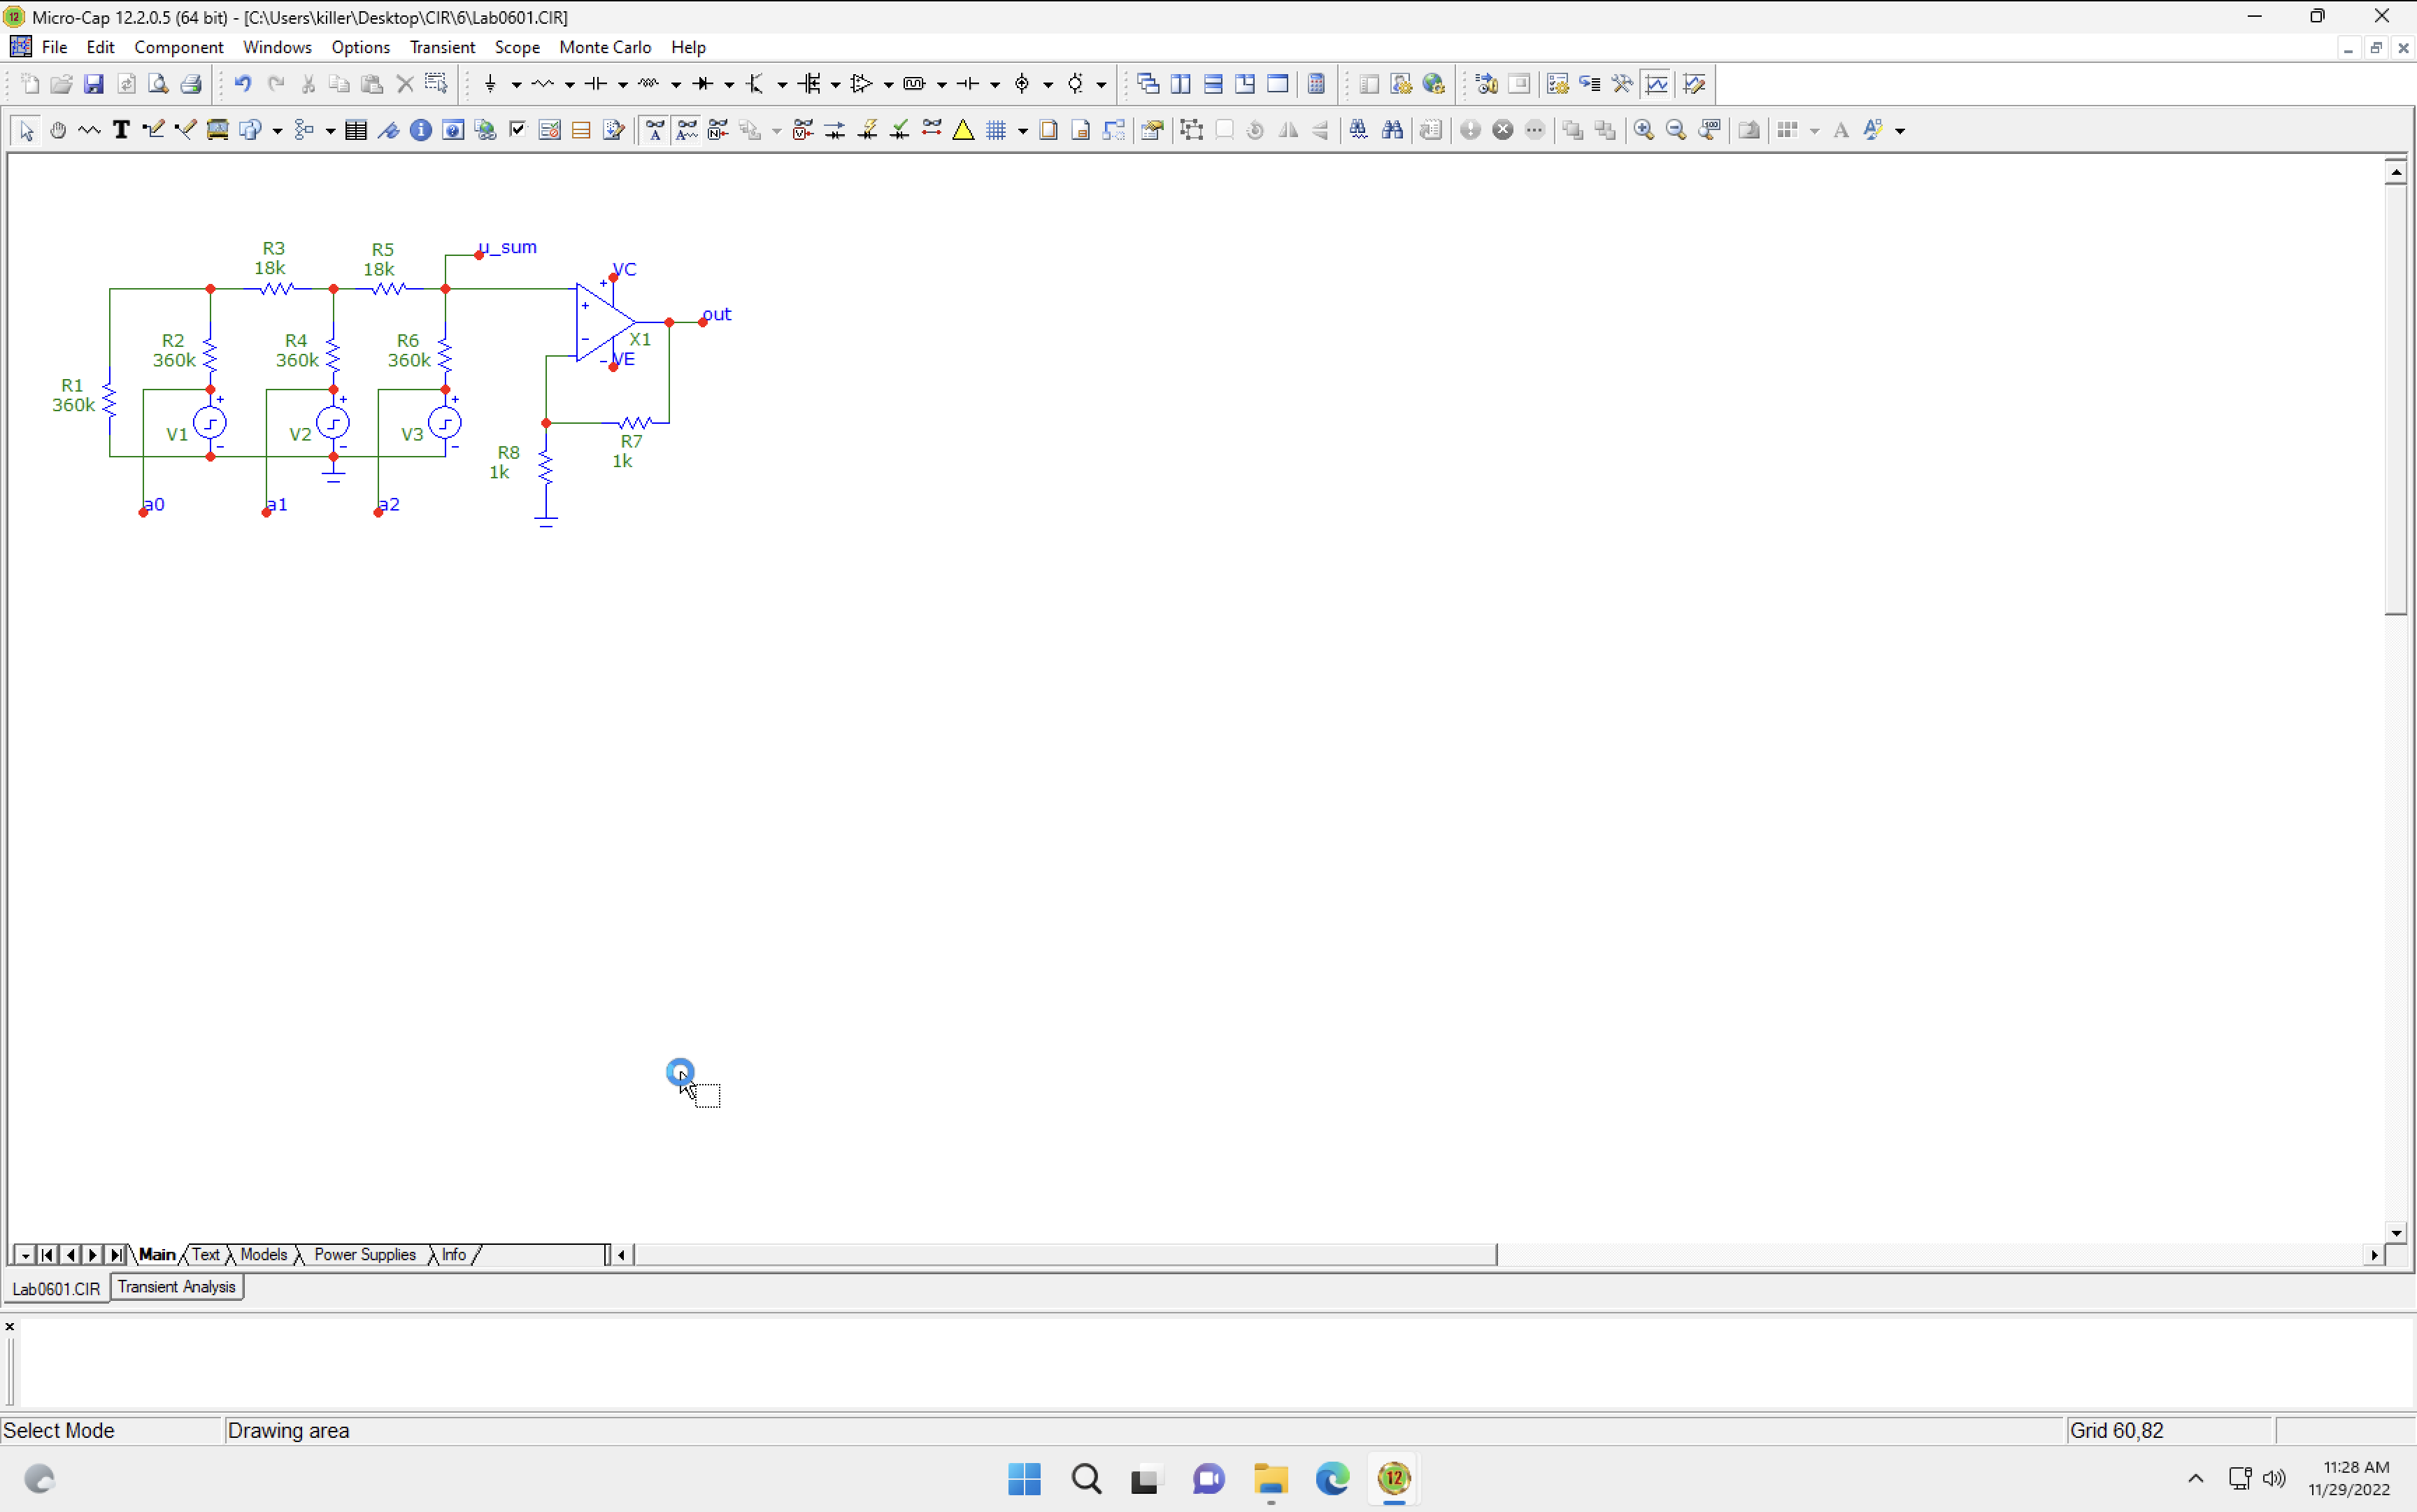 Micro-Cap 12.2.0.5 (64 bit) - [C:\Users\killer\Desktop\CIR\6\Lab0601.CIR]
File Edit Component Windows Options Transient Scope Monte Carlo Help
R3
18k
R5
18k
u_sum
VC
+
+
out
R2
360k
R4
360k
R6
360k
-
X1
-
VE
R1
360k
+
+
+
V1
V2
V3
-
-
-
R7
1k
R8
1k
a0
a1
a2
Main Text Models Power Supplies Info
Lab0601.CIR Transient Analysis
Select Mode Drawing area Grid 60,82
12
11:28 AM
11/29/2022